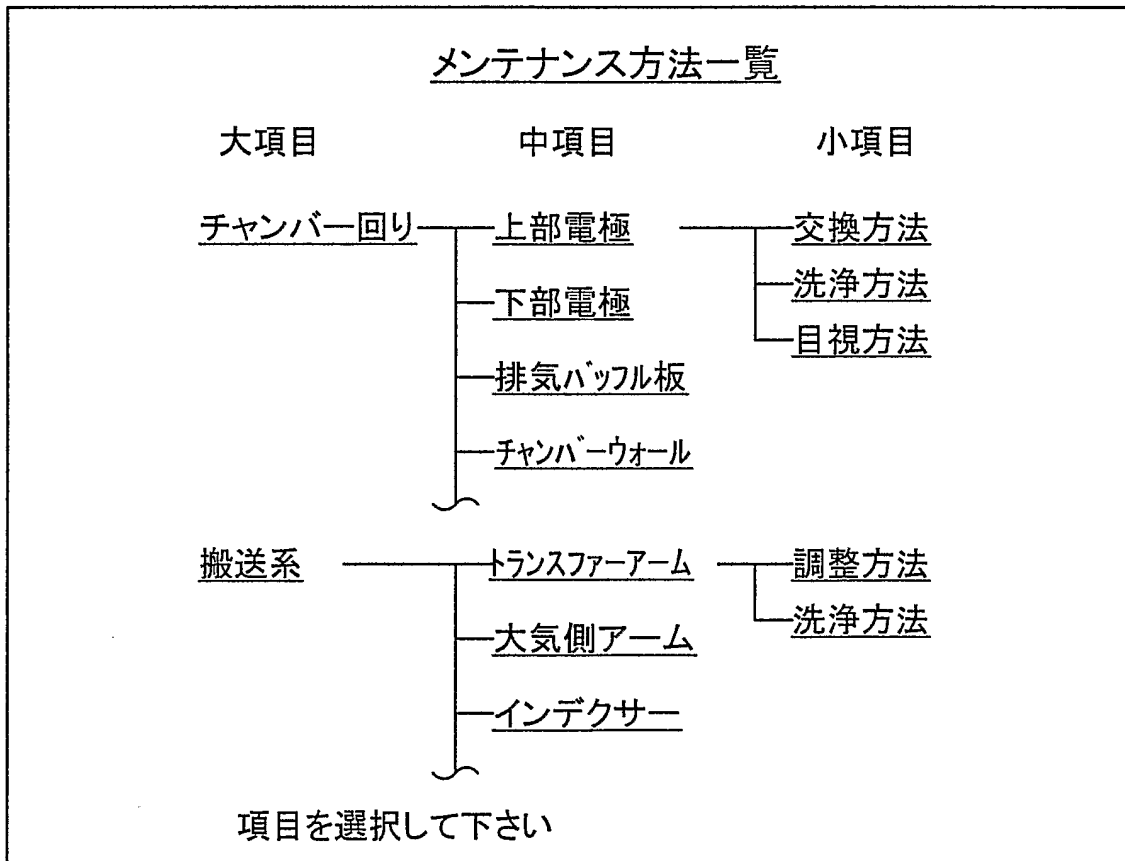 メンテナンス方法一覧
大項目 中項目 小項目
チャンバー回り 上部電極 交換方法
洗浄方法
下部電極
目視方法
排気バッフル板
チャンバーウォール
搬送系 トランスファーアーム 調整方法
洗浄方法
大気側アーム
インデクサー
項目を選択して下さい